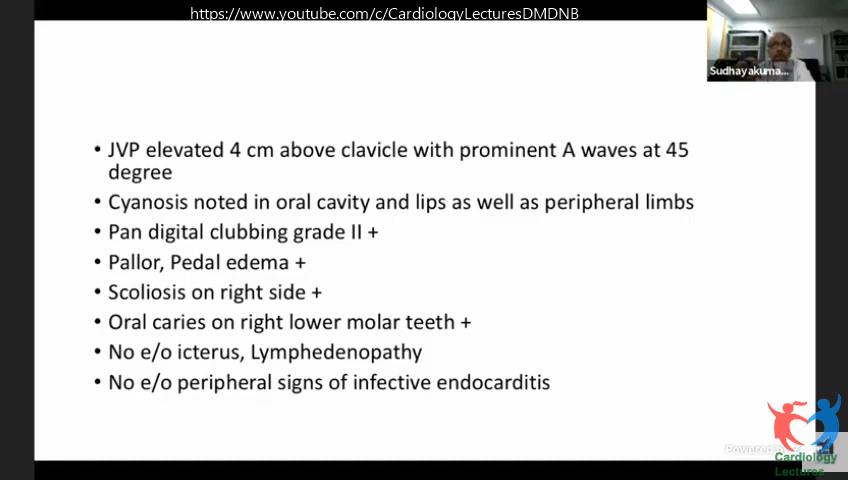 https://www.youtube.com/c/CardiologyLecturesDMDNB
Sudhayakuma...
• JVP elevated 4 cm above clavicle with prominent A waves at 45
degree
• Cyanosis noted in oral cavity and lips as well as peripheral limbs
• Pan digital clubbing grade II +
• Pallor, Pedal edema +
• Scoliosis on right side +
• Oral caries on right lower molar teeth +
• No e/o icterus, Lymphedenopathy
• No e/o peripheral signs of infective endocarditis
Powered
Cardiology
Lectures